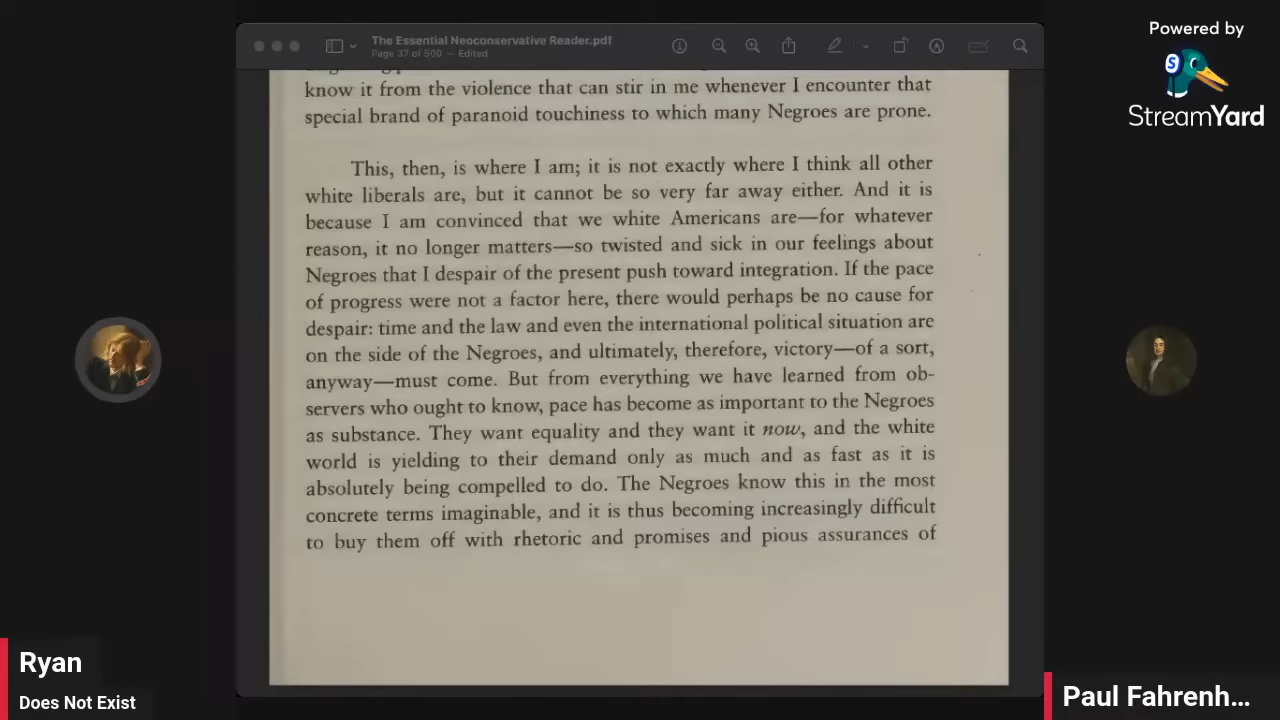 Powered by
StreamYard
The Essential Neoconservative Reader.pdf
Page 37 of 500 — Edited
know it from the violence that can stir in me whenever I encounter that
special brand of paranoid touchiness to which many Negroes are prone.
This, then, is where I am; it is not exactly where I think all other
white liberals are, but it cannot be so very far away either. And it is
because I am convinced that we white Americans are—for whatever
reason, it no longer matters—so twisted and sick in our feelings about
Negroes that I despair of the present push toward integration. If the pace
of progress were not a factor here, there would perhaps be no cause for
despair: time and the law and even the international political situation are
on the side of the Negroes, and ultimately, therefore, victory—of a sort,
anyway—must come. But from everything we have learned from ob-
servers who ought to know, pace has become as important to the Negroes
as substance. They want equality and they want it now, and the white
world is yielding to their demand only as much and as fast as it is
absolutely being compelled to do. The Negroes know this in the most
concrete terms imaginable, and it is thus becoming increasingly difficult
to buy them off with rhetoric and promises and pious assurances of
Ryan
Does Not Exist
Paul Fahrenh...